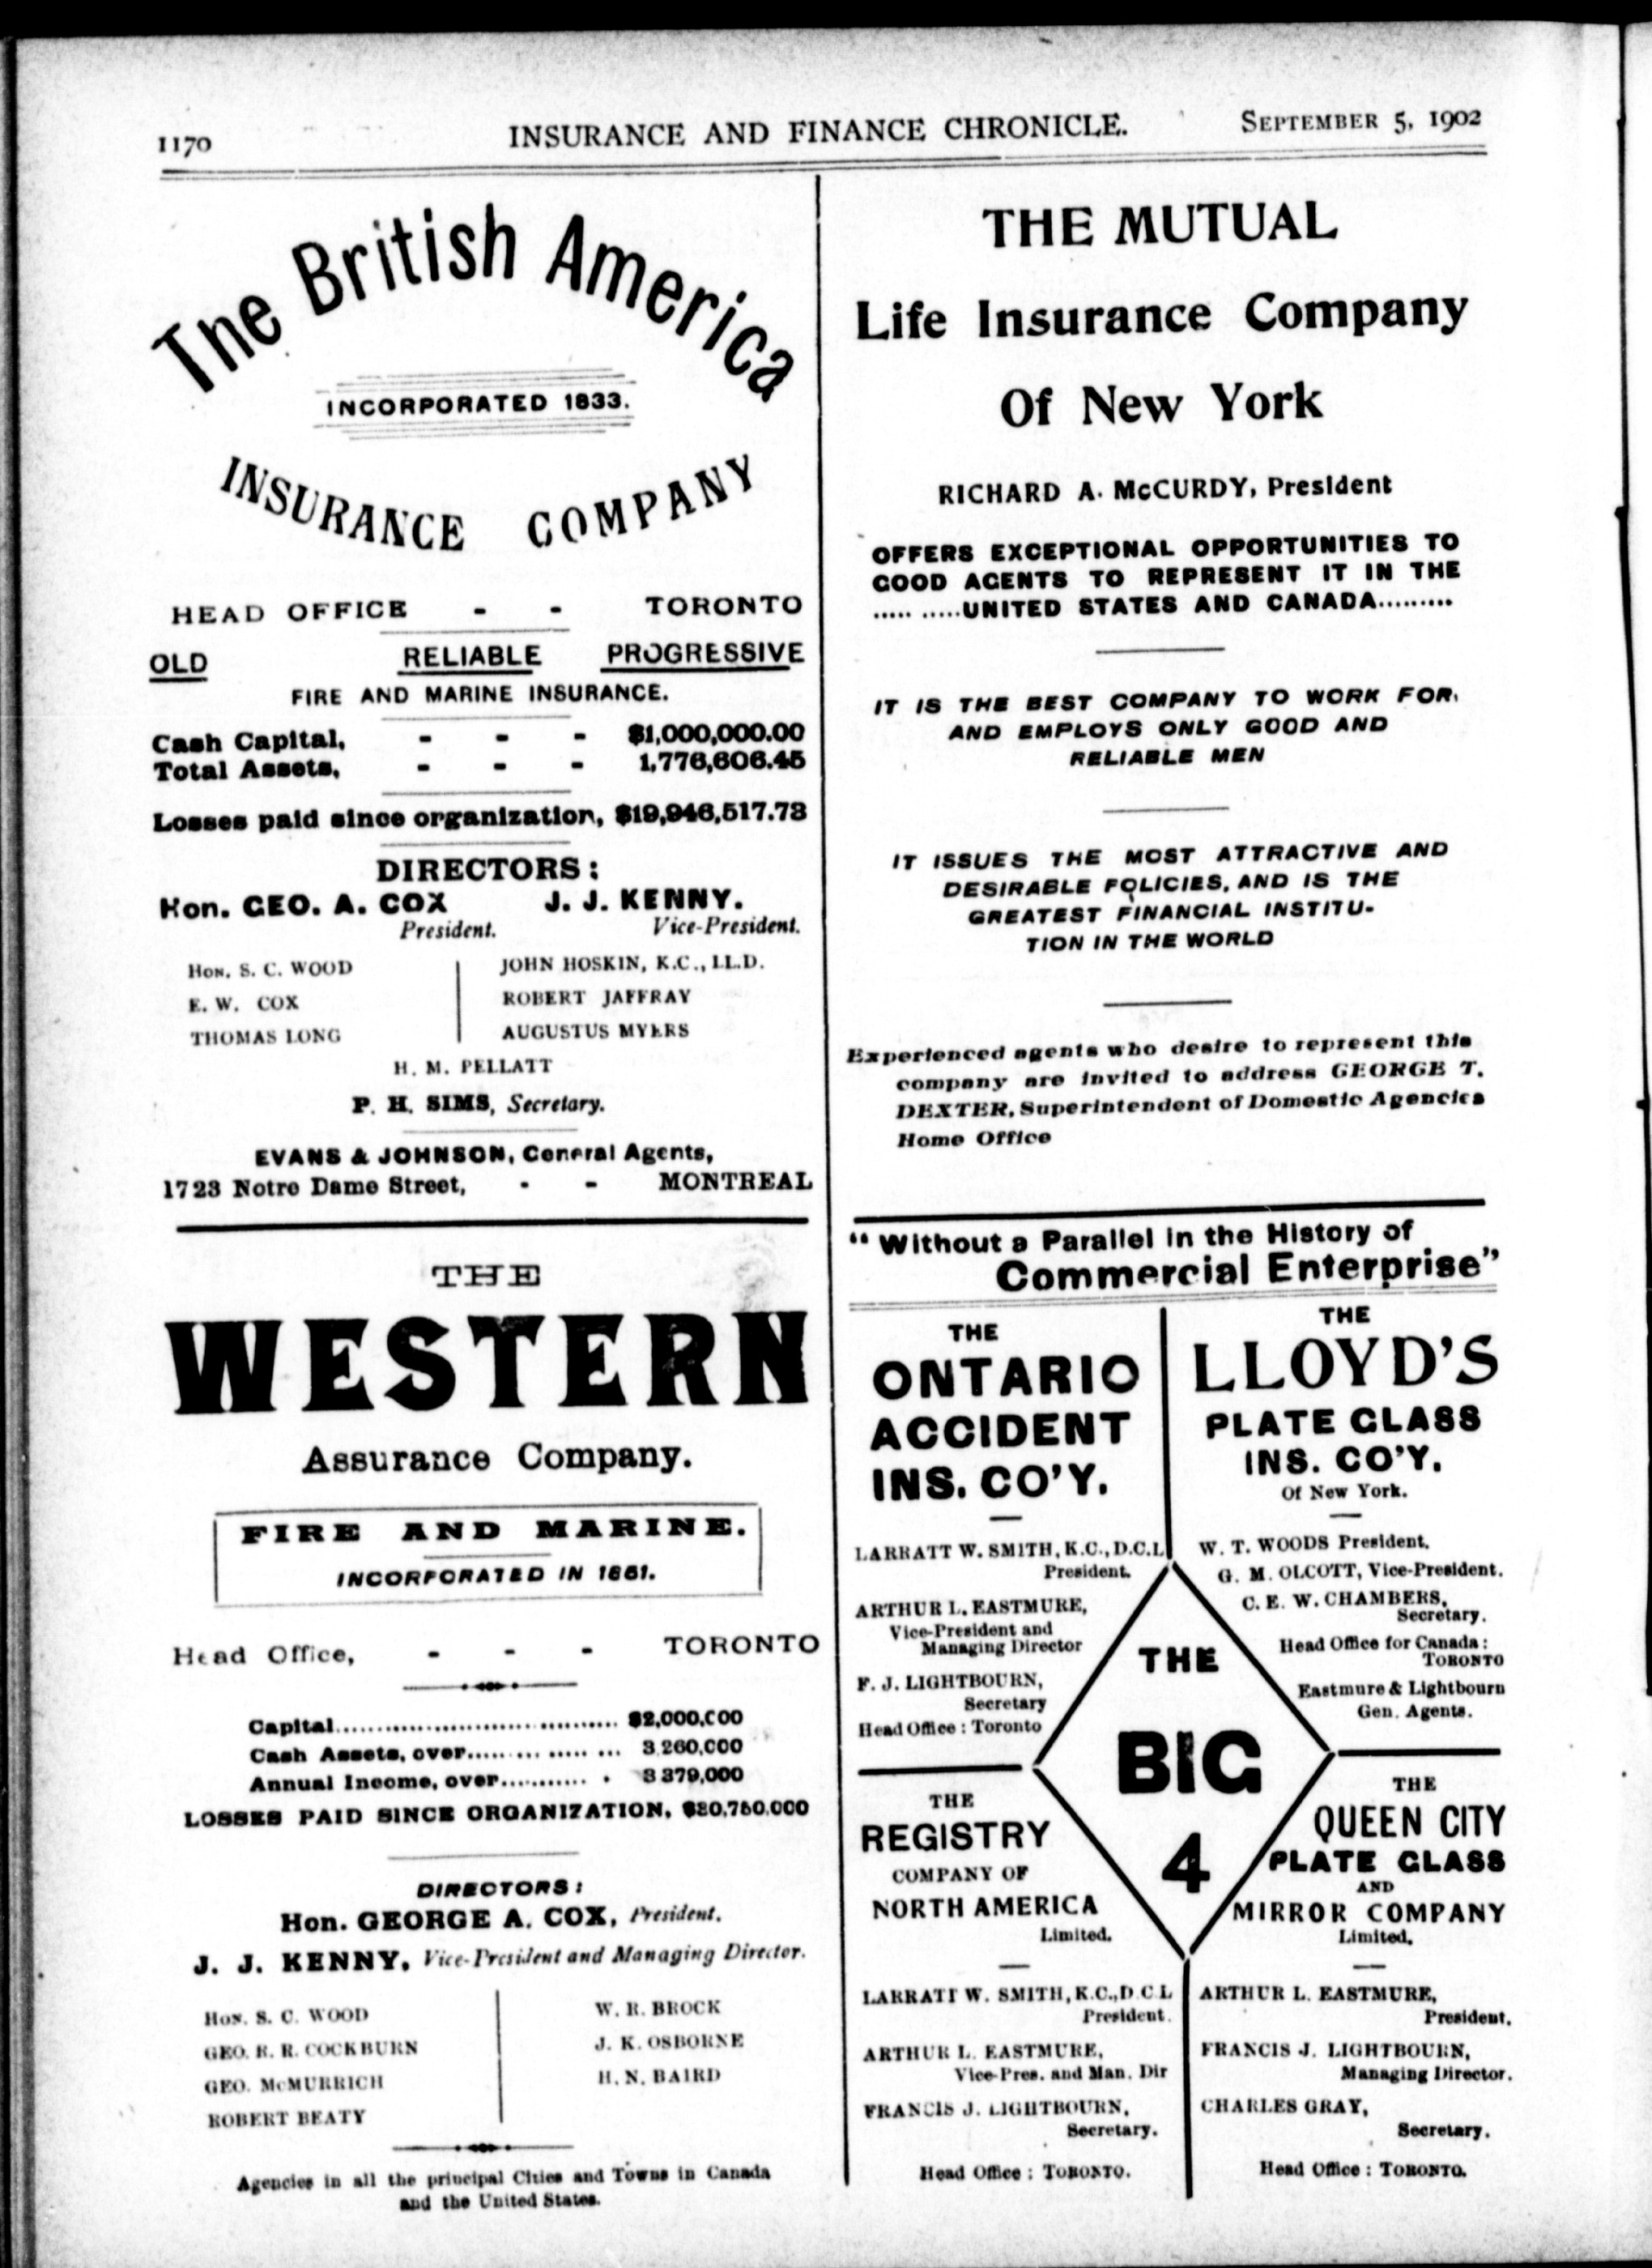 1170
INSURANCE AND FINANCE CHRONICLE.
SEPTEMBER 5, 1902
The British America
INCORPORATED 1833.
INSURANCE COMPANY
HEAD OFFICE - - TORONTO
OLD RELIABLE PROGRESSIVE
FIRE AND MARINE INSURANCE.
Cash Capital, - - - $1,000,000.00
Total Assets, - - - 1,776,606.45
Losses paid since organization, $19,946,517.73
DIRECTORS:
Hon. GEO. A. COX J. J. KENNY.
President. Vice-President.
HON. S. C. WOOD JOHN HOSKIN, K.C., LL.D.
E. W. COX ROBERT JAFFRAY
THOMAS LONG AUGUSTUS MYERS
H. M. PELLATT
P. H. SIMS, Secretary.
EVANS & JOHNSON, General Agents,
1723 Notre Dame Street, - - MONTREAL
THE
WESTERN
Assurance Company.
FIRE AND MARINE.
INCORPORATED IN 1851.
Head Office, - - - TORONTO
Capital.................................... $2,000,000
Cash Assets, over........................ 3 260,000
Annual Income, over............ 3 379,000
LOSSES PAID SINCE ORGANIZATION, $30,750,000
DIRECTORS:
Hon. GEORGE A. COX, President.
J. J. KENNY, Vice-President and Managing Director.
HON. S. C. WOOD W. R. BROCK
GEO. R. R. COCKBURN J. K. OSBORNE
GEO. McMURRICH H. N. BAIRD
ROBERT BEATY
Agencies in all the principal Cities and Towns in Canada
and the United States.
THE MUTUAL
Life Insurance Company
Of New York
RICHARD A. McCURDY, President
OFFERS EXCEPTIONAL OPPORTUNITIES TO
GOOD AGENTS TO REPRESENT IT IN THE
..... .....UNITED STATES AND CANADA.........
IT IS THE BEST COMPANY TO WORK FOR,
AND EMPLOYS ONLY GOOD AND
RELIABLE MEN
IT ISSUES THE MOST ATTRACTIVE AND
DESIRABLE POLICIES, AND IS THE
GREATEST FINANCIAL INSTITU-
TION IN THE WORLD
Experienced agents who desire to represent this
company are invited to address GEORGE T.
DEXTER, Superintendent of Domestic Agencies
Home Office
"Without a Parallel in the History of
Commercial Enterprise"
THE
ONTARIO
ACCIDENT
INS. CO'Y.
LARRATT W. SMITH, K.C., D.C.L
President.
ARTHUR L. EASTMURE,
Vice-President and
Managing Director
F. J. LIGHTBOURN,
Secretary
Head Office: Toronto
THE
LLOYD'S
PLATE GLASS
INS. CO'Y.
Of New York.
W. T. WOODS President.
G. M. OLCOTT, Vice-President.
C. E. W. CHAMBERS,
Secretary.
Head Office for Canada:
TORONTO
Eastmure & Lightbourn
Gen. Agents.
THE
BIG
4
THE
REGISTRY
COMPANY OF
NORTH AMERICA
Limited.
LARRATT W. SMITH, K.C., D.C.L
President.
ARTHUR L. EASTMURE,
Vice-Pres. and Man. Dir
FRANCIS J. LIGHTBOURN,
Secretary.
Head Office: TORONTO.
THE
QUEEN CITY
PLATE GLASS
AND
MIRROR COMPANY
Limited.
ARTHUR L. EASTMURE,
President.
FRANCIS J. LIGHTBOURN,
Managing Director.
CHARLES GRAY,
Secretary.
Head Office: TORONTO.